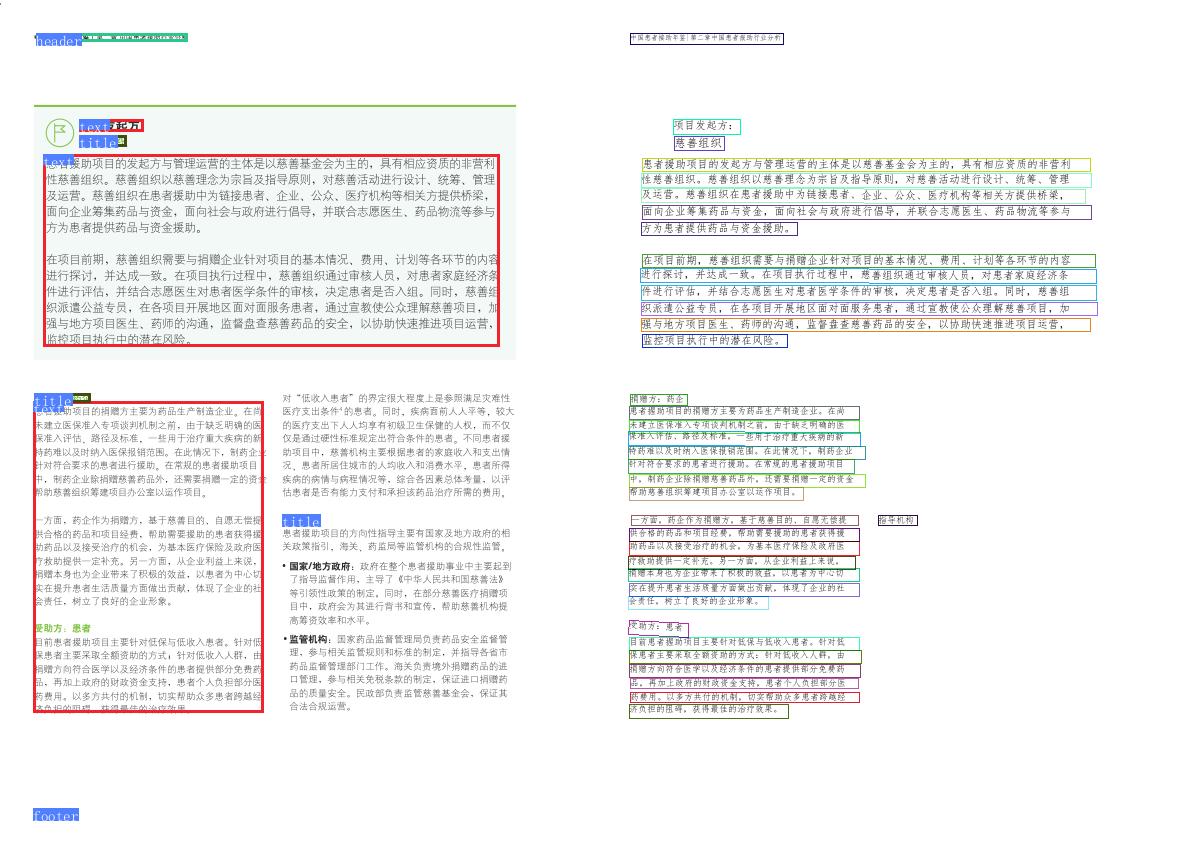 header
text发起方
title
text
患者援助项目的发起方与管理运营的主体是以慈善基金会为主的，具有相应资质的非营利
性慈善组织。慈善组织以慈善理念为宗旨及指导原则，对慈善活动进行设计、统筹、管理
及运营。慈善组织在患者援助中为链接患者、企业、公众、医疗机构等相关方提供桥梁，
面向企业筹集药品与资金，面向社会与政府进行倡导，并联合志愿医生、药品物流等参与
方为患者提供药品与资金援助。
在项目前期，慈善组织需要与捐赠企业针对项目的基本情况、费用、计划等各环节的内容
进行探讨，并达成一致。在项目执行过程中，慈善组织通过审核人员，对患者家庭经济条
件进行评估，并结合志愿医生对患者医学条件的审核，决定患者是否入组。同时，慈善组
织派遣公益专员，在各项目开展地区面对面服务患者，通过宣教使公众理解慈善项目，加
强与地方项目医生、药师的沟通，监督盘查慈善药品的安全，以协助快速推进项目运营，
监控项目执行中的潜在风险。
title
text
患者援助项目的捐赠方主要为药品生产制造企业。在尚
未建立医保准入专项谈判机制之前，由于缺乏明确的医
保准入评估、路径及标准，一些用于治疗重大疾病的新
特药难以及时纳入医保报销范围。在此情况下，制药企业
针对符合要求的患者进行援助。在常规的患者援助项目
中，制药企业除捐赠慈善药品外，还需要捐赠一定的资金
帮助慈善组织筹建项目办公室以运作项目。
一方面，药企作为捐赠方，基于慈善目的、自愿无偿提
供合格的药品和项目经费，帮助需要援助的患者获得援
助药品以及接受治疗的机会，为基本医疗保险及政府医
疗救助提供一定补充。另一方面，从企业利益上来说，
捐赠本身也为企业带来了积极的效益，以患者为中心切
实在提升患者生活质量方面做出贡献，体现了企业的社
会责任，树立了良好的企业形象。
受助方：患者
目前患者援助项目主要针对低保与低收入患者。针对低
保患者主要采取全额资助的方式；针对低收入人群，由
捐赠方向符合医学以及经济条件的患者提供部分免费药
品，再加上政府的财政资金支持，患者个人负担部分医
药费用。以多方共付的机制，切实帮助众多患者跨越经
济负担的阻碍，获得最佳的治疗效果。
对“低收入患者”的界定很大程度上是参照满足灾难性
医疗支出条件⁴的患者。同时，疾病面前人人平等，较大
的医疗支出下人人均享有初级卫生保健的人权，而不仅
仅是通过硬性标准规定出符合条件的患者。不同患者援
助项目中，慈善机构主要根据患者的家庭收入和支出情
况、患者所居住城市的人均收入和消费水平、患者所得
疾病的病情与病程情况等，综合各因素总体考量，以评
估患者是否有能力支付和承担该药品治疗所需的费用。
title
患者援助项目的方向性指导主要有国家及地方政府的相
关政策指引，海关、药监局等监管机构的合规性监管。
• 国家/地方政府：政府在整个患者援助事业中主要起到
了指导监督作用，主导了《中华人民共和国慈善法》
等引领性政策的制定。同时，在部分慈善医疗捐赠项
目中，政府会为其进行背书和宣传，帮助慈善机构提
高筹资效率和水平。
• 监管机构：国家药品监督管理局负责药品安全监督管
理，参与相关监管规则、标准的制定，并指导各省市
药品监督管理部门工作。海关负责境外捐赠药品的进
口管理，参与相关免税条款的制定，保证进口捐赠药
品的质量安全。民政部负责监管慈善基金会，保证其
合法合规运营。
footer
中国患者援助年鉴|第二章中国患者援助行业分析
项目发起方：
慈善组织
患者援助项目的发起方与管理运营的主体是以慈善基金会为主的，具有相应资质的非营利
性慈善组织。慈善组织以慈善理念为宗旨及指导原则，对慈善活动进行设计、统筹、管理
及运营。慈善组织在患者援助中为链接患者、企业、公众、医疗机构等相关方提供桥梁，
面向企业筹集药品与资金，面向社会与政府进行倡导，并联合志愿医生、药品物流等参与
方为患者提供药品与资金援助。
在项目前期，慈善组织需要与捐赠企业针对项目的基本情况、费用、计划等各环节的内容
进行探讨，并达成一致。在项目执行过程中，慈善组织通过审核人员，对患者家庭经济条
件进行评估，并结合志愿医生对患者医学条件的审核，决定患者是否入组。同时，慈善组
织派遣公益专员，在各项目开展地区面对面服务患者，通过宣教使公众理解慈善项目，加
强与地方项目医生、药师的沟通，监督盘查慈善药品的安全，以协助快速推进项目运营，
监控项目执行中的潜在风险。
捐赠方：药企
患者援助项目的捐赠方主要为药品生产制造企业。在尚
未建立医保准入专项谈判机制之前，由于缺乏明确的医
保准入评估、路径及标准，一些用于治疗重大疾病的新
特药难以及时纳入医保报销范围。在此情况下，制药企业
针对符合要求的患者进行援助。在常规的患者援助项目
中，制药企业除捐赠慈善药品外，还需要捐赠一定的资金
帮助慈善组织筹建项目办公室以运作项目。
一方面，药企作为捐赠方，基于慈善目的、自愿无偿提
指导机构
供合格的药品和项目经费，帮助需要援助的患者获得援
助药品以及接受治疗的机会，为基本医疗保险及政府医
疗救助提供一定补充。另一方面，从企业利益上来说，
捐赠本身也为企业带来了积极的效益，以患者为中心切
实在提升患者生活质量方面做出贡献，体现了企业的社
会责任，树立了良好的企业形象。
受助方：患者
目前患者援助项目主要针对低保与低收入患者。针对低
保患者主要采取全额资助的方式；针对低收入人群，由
捐赠方向符合医学以及经济条件的患者提供部分免费药
品，再加上政府的财政资金支持，患者个人负担部分医
药费用。以多方共付的机制，切实帮助众多患者跨越经
济负担的阻碍，获得最佳的治疗效果。